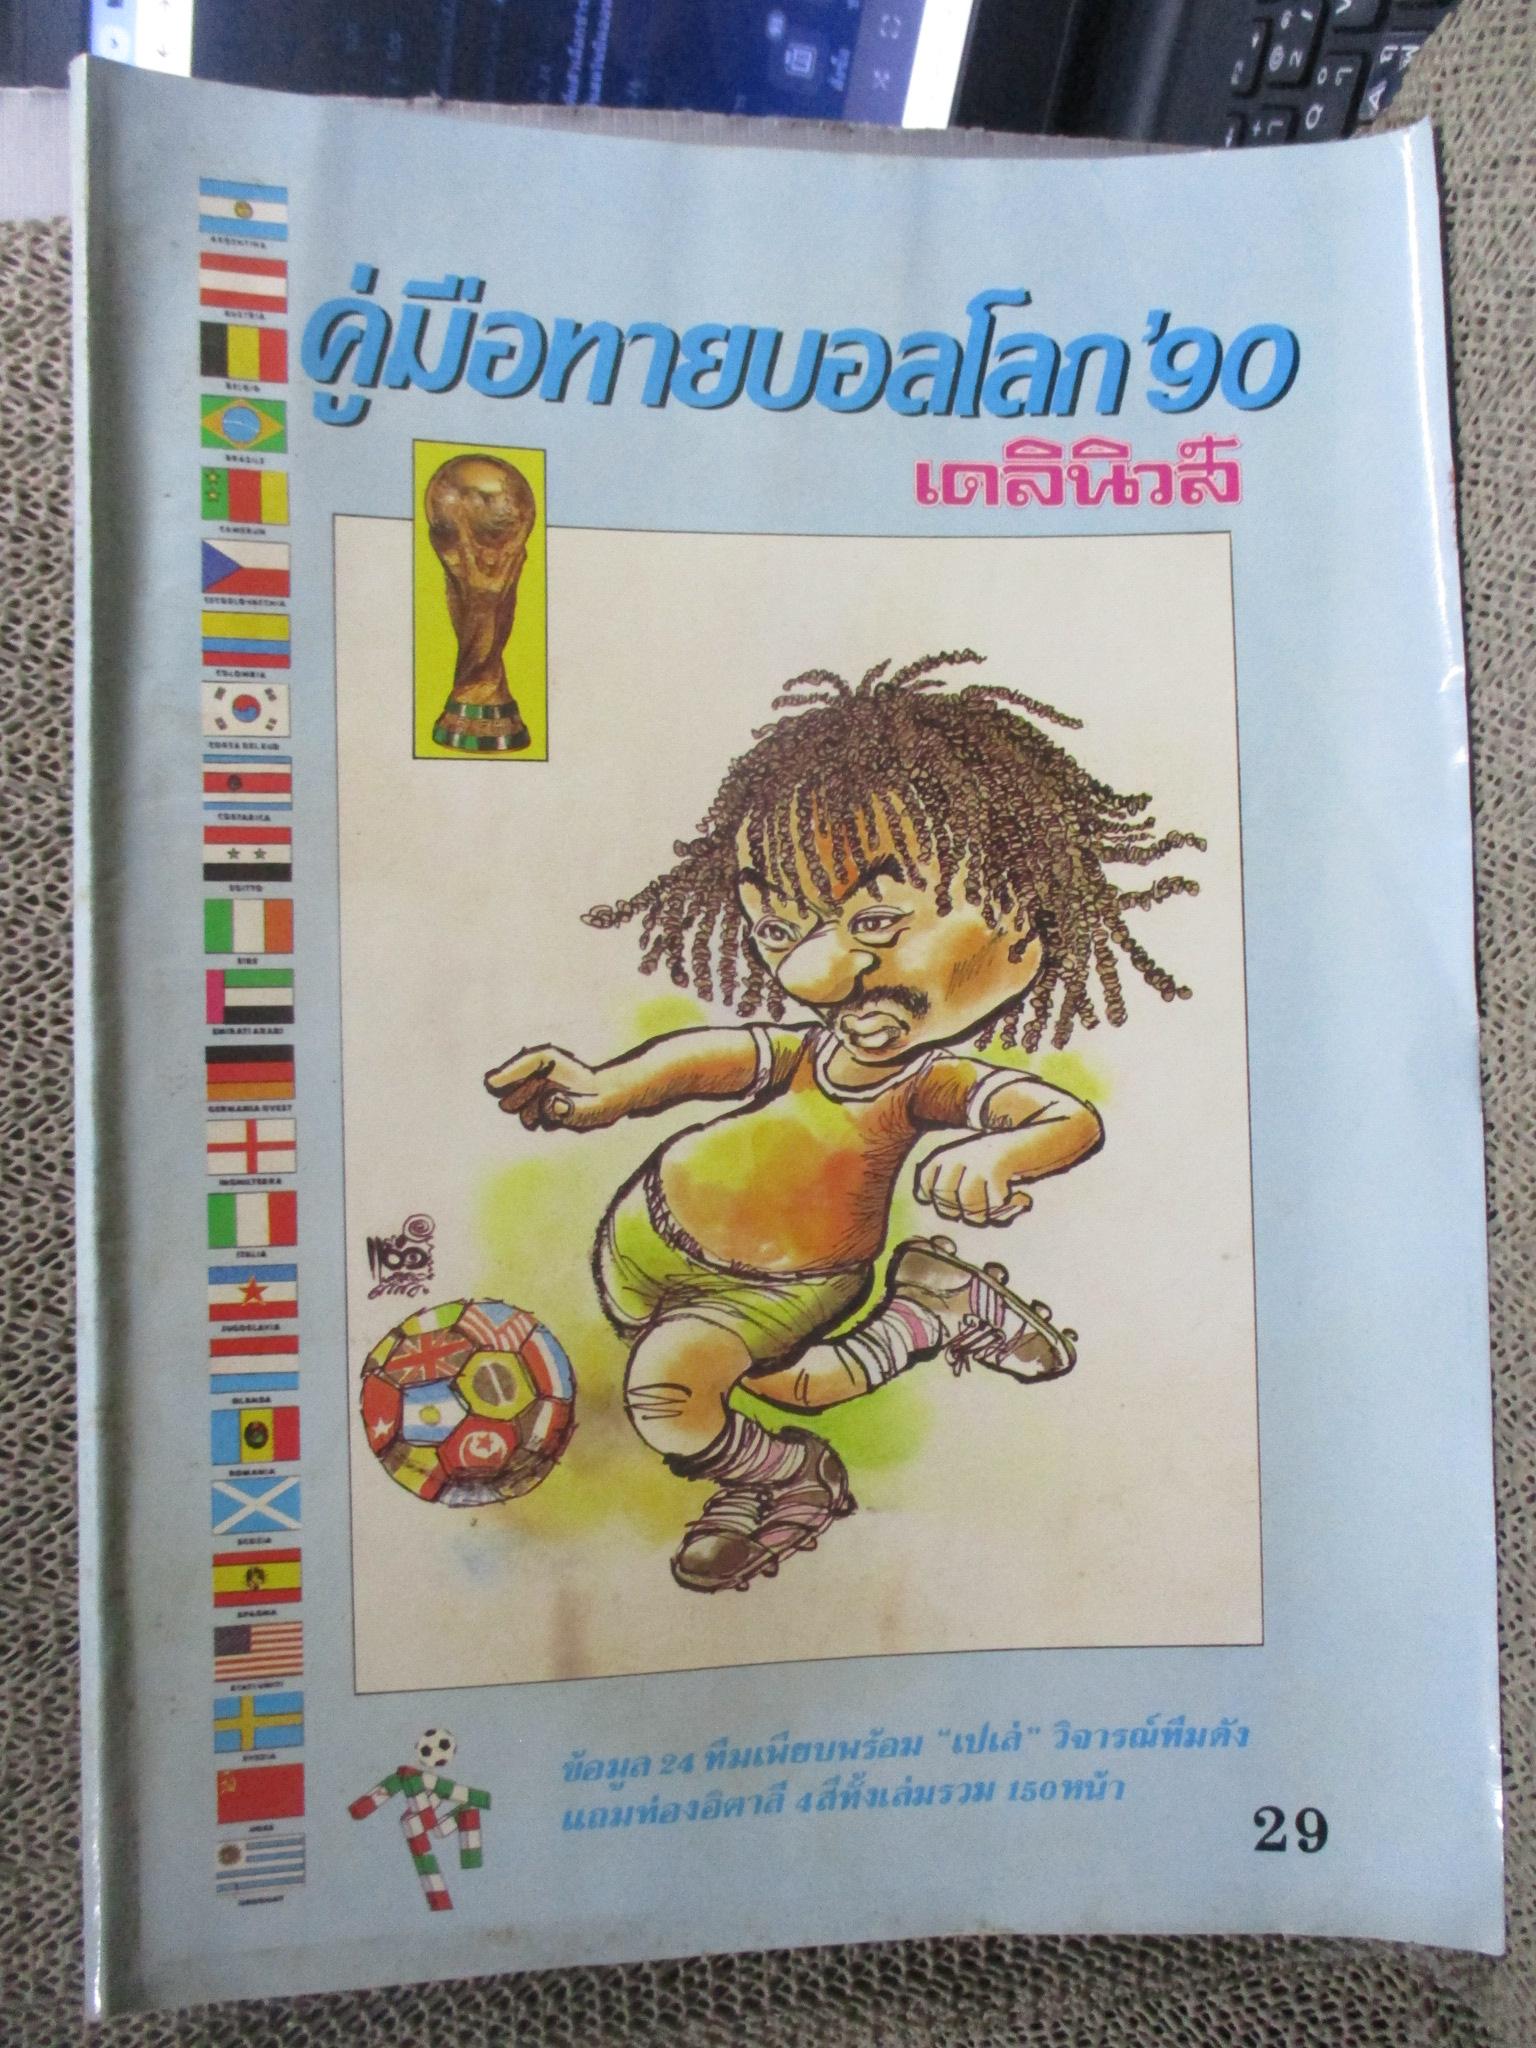 คู่มือทายบอลโลก '90
เดลินิวส์
ARGENTINA
AUSTRIA
BELGIO
BRASILE
CAMERUN
CECOSLOVACCHIA
COLOMBIA
COREA DEL SUD
COSTARICA
EGITTO
EIRE
EMIRATI ARABI
GERMANIA OVEST
INGHILTERRA
ITALIA
JUGOSLAVIA
OLANDA
ROMANIA
SCOZIA
SPAGNA
STATI UNITI
SVEZIA
URSS
URUGUAY
ข้อมูล 24 ทีมเพียบพร้อม "เปเล่" วิจารณ์ทีมดัง
แถมท่องอิตาลี 4สีทั้งเล่มรวม 150หน้า
29